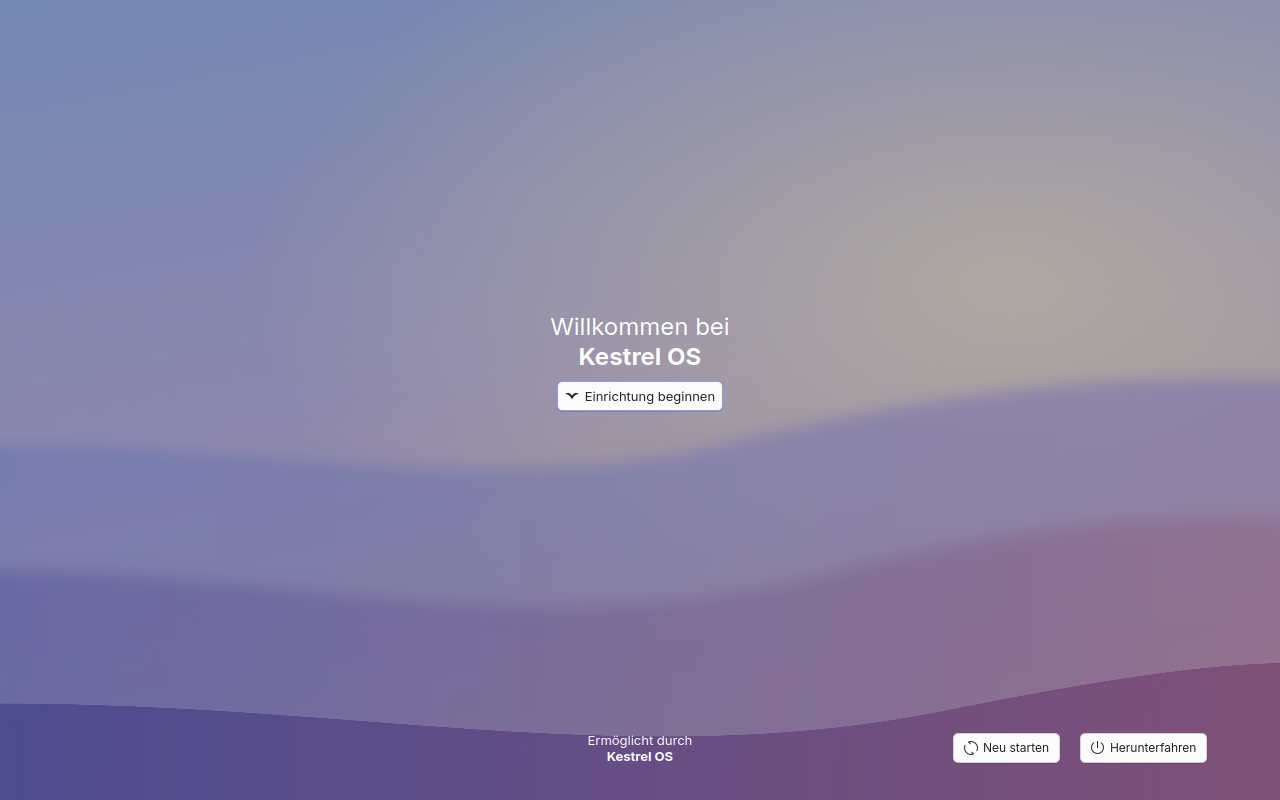 Willkommen bei
Kestrel OS
Einrichtung beginnen
Ermöglicht durch
Kestrel OS
Neu starten
Herunterfahren